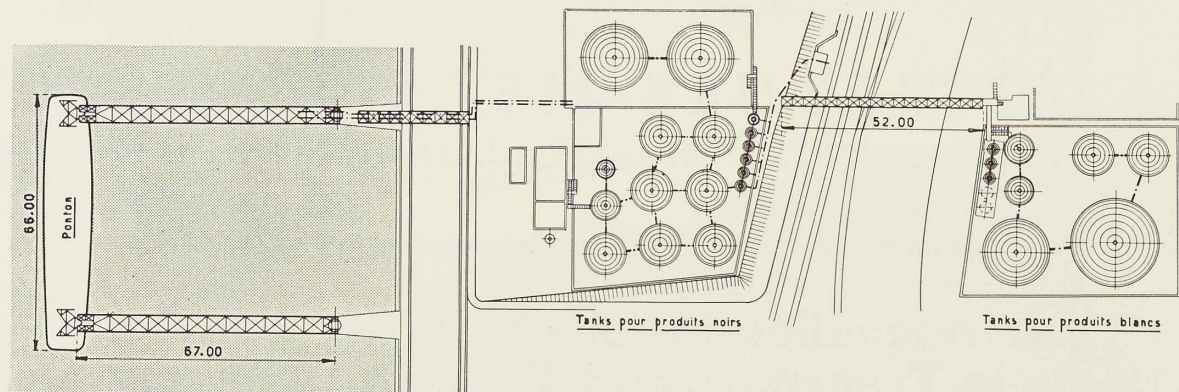 66.00
Ponton
67.00
52.00
Tanks pour produits noirs
Tanks pour produits blancs